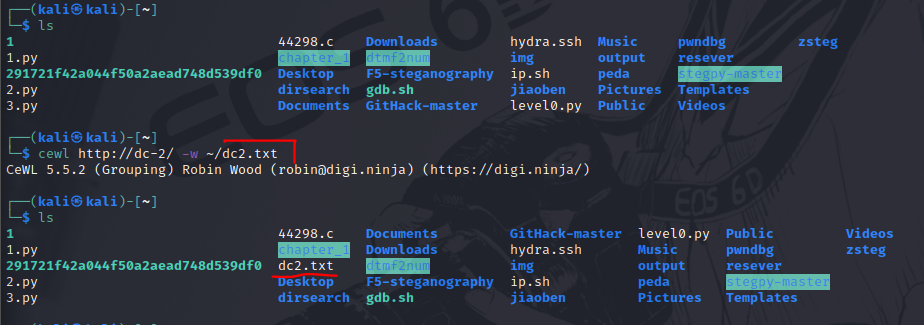 ┌──(kali㉿kali)-[~]
└─$ ls
1 44298.c Downloads hydra.ssh Music pwndbg zsteg
1.py chapter_1 dtmf2num img output resever
291721f42a044f50a2aead748d539df0 Desktop F5-steganography ip.sh peda stegpy-master
2.py dirsearch gdb.sh jiaoben Pictures Templates
3.py Documents GitHack-master level0.py Public Videos
┌──(kali㉿kali)-[~]
└─$ cewl http://dc-2/ -w ~/dc2.txt
CeWL 5.5.2 (Grouping) Robin Wood (robin@digi.ninja) (https://digi.ninja/)
┌──(kali㉿kali)-[~]
└─$ ls
1 44298.c Documents GitHack-master level0.py Public Videos
1.py chapter_1 Downloads hydra.ssh Music pwndbg zsteg
291721f42a044f50a2aead748d539df0 dc2.txt dtmf2num img output resever
2.py Desktop F5-steganography ip.sh peda stegpy-master
3.py dirsearch gdb.sh jiaoben Pictures Templates
EOS 6D